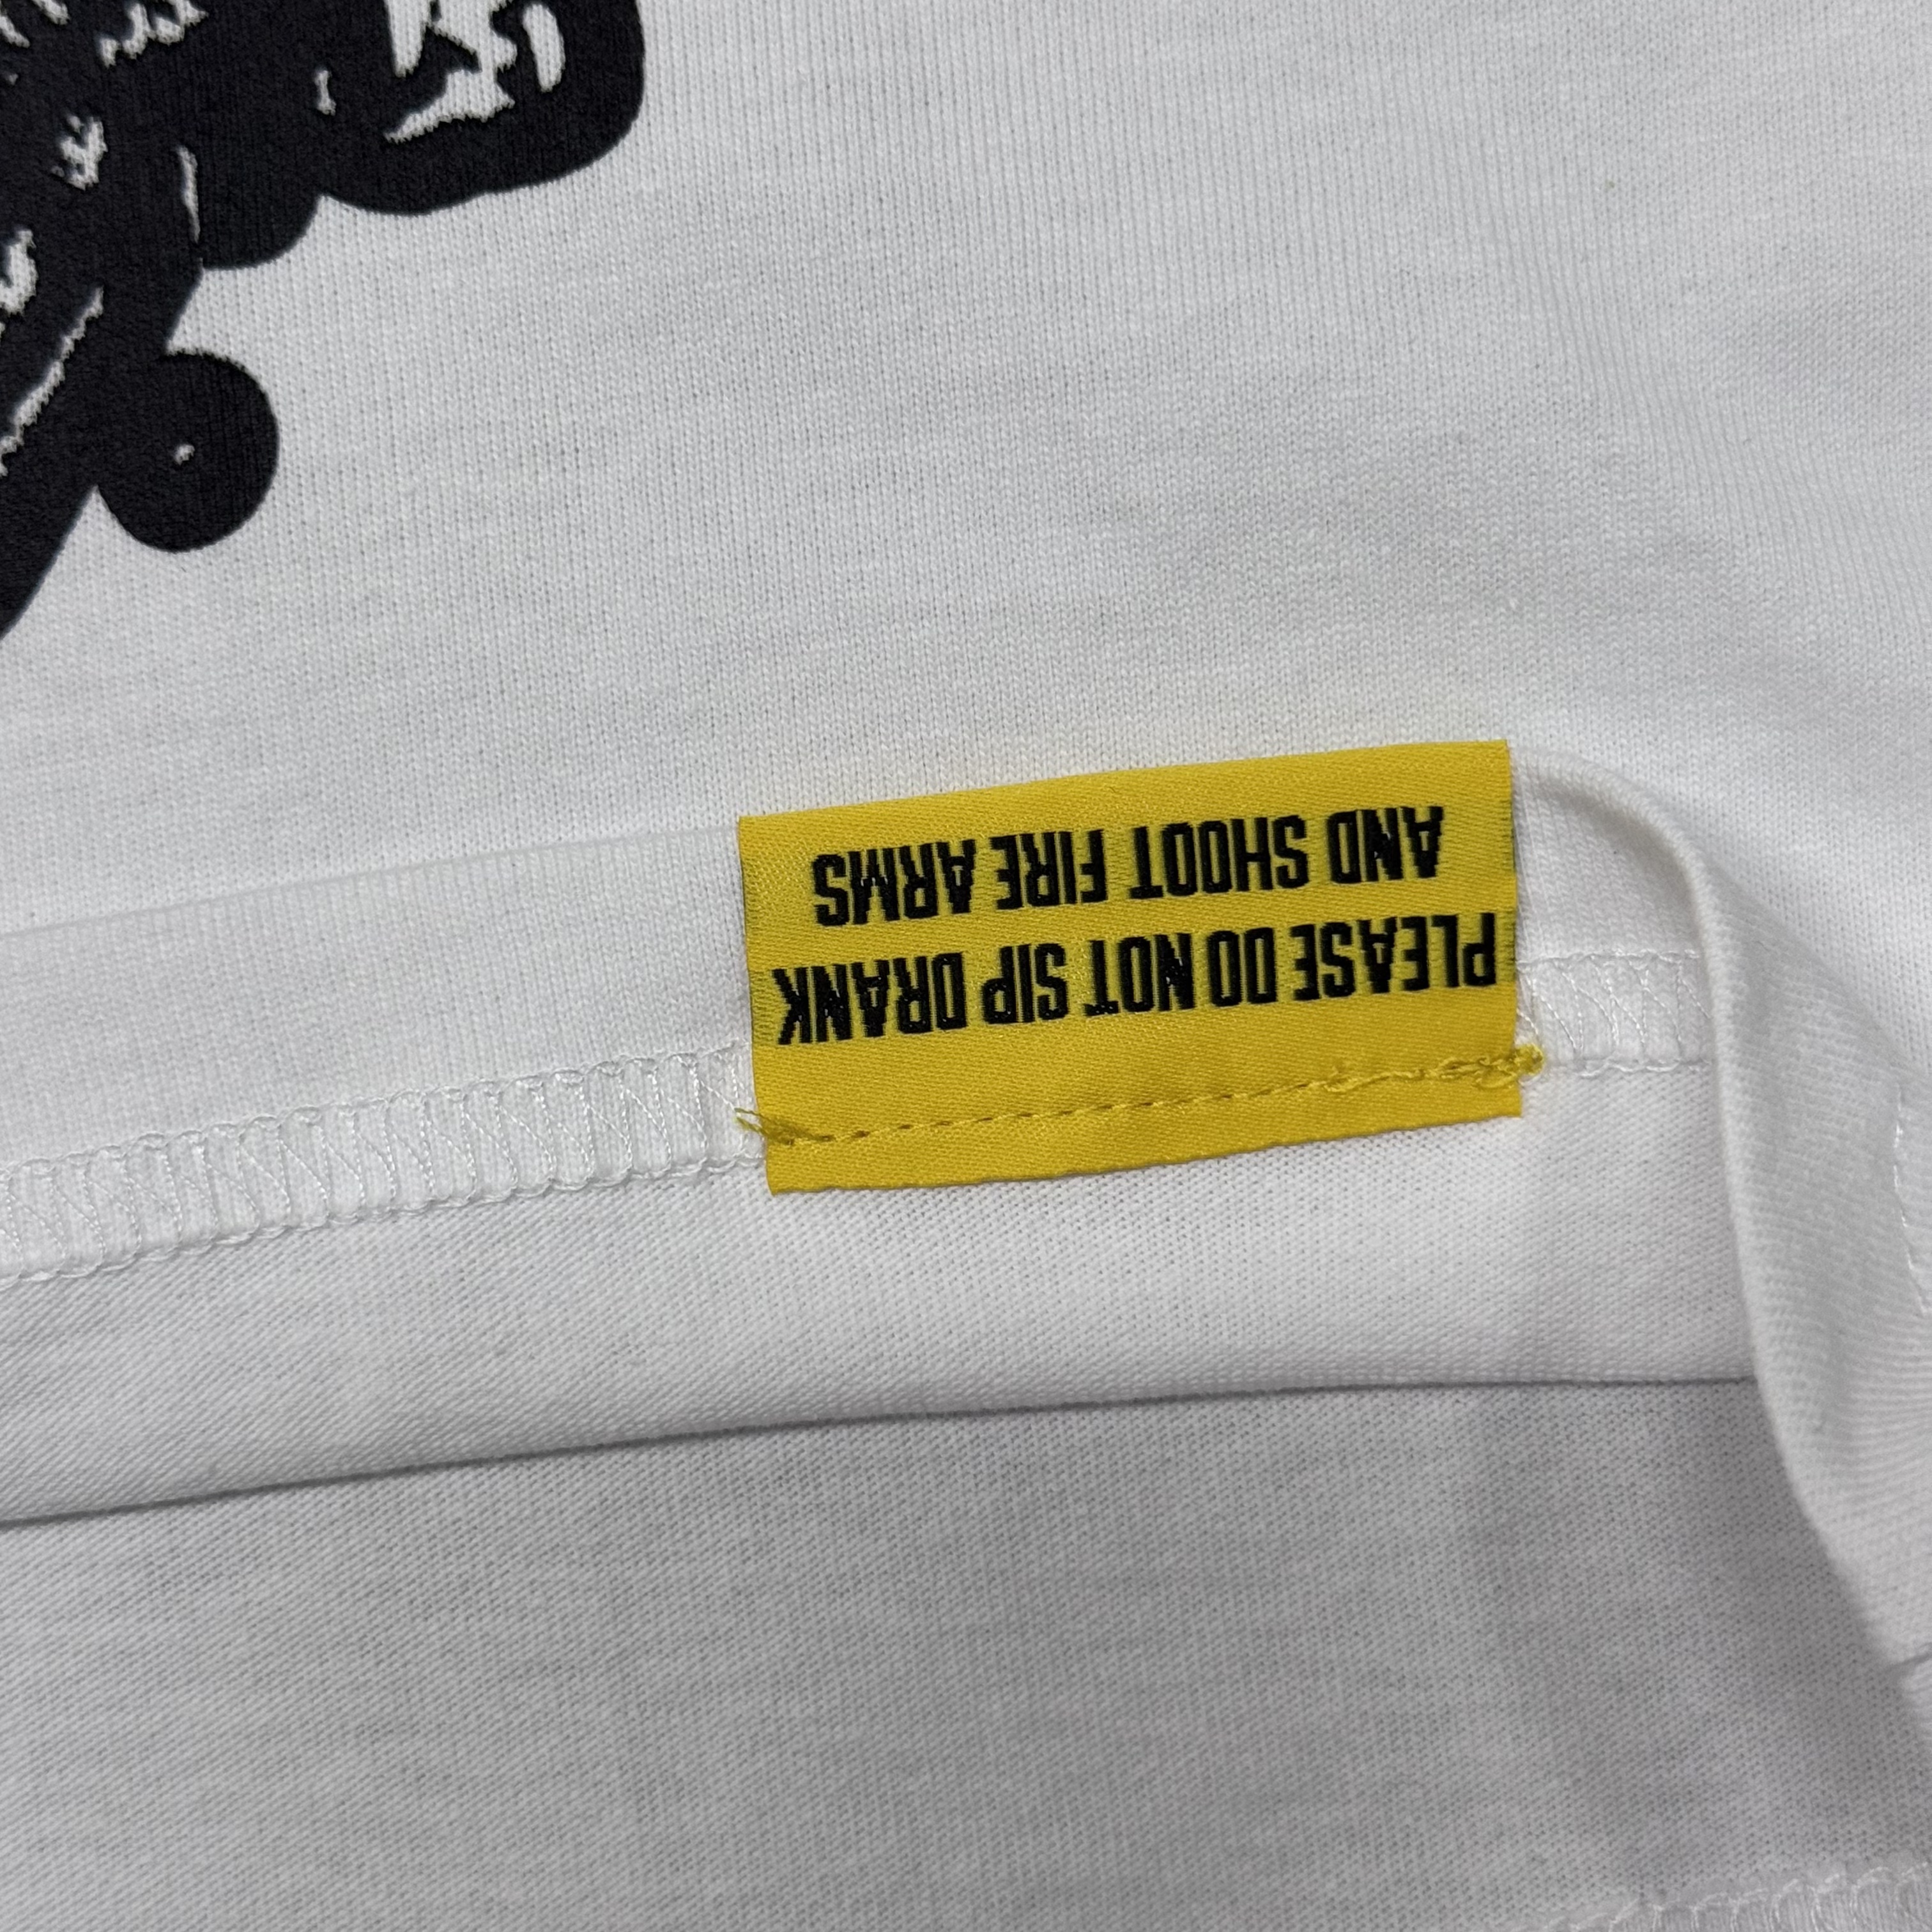 PLEASE DO NOT SIP DRANK
AND SHOOT FIRE ARMS